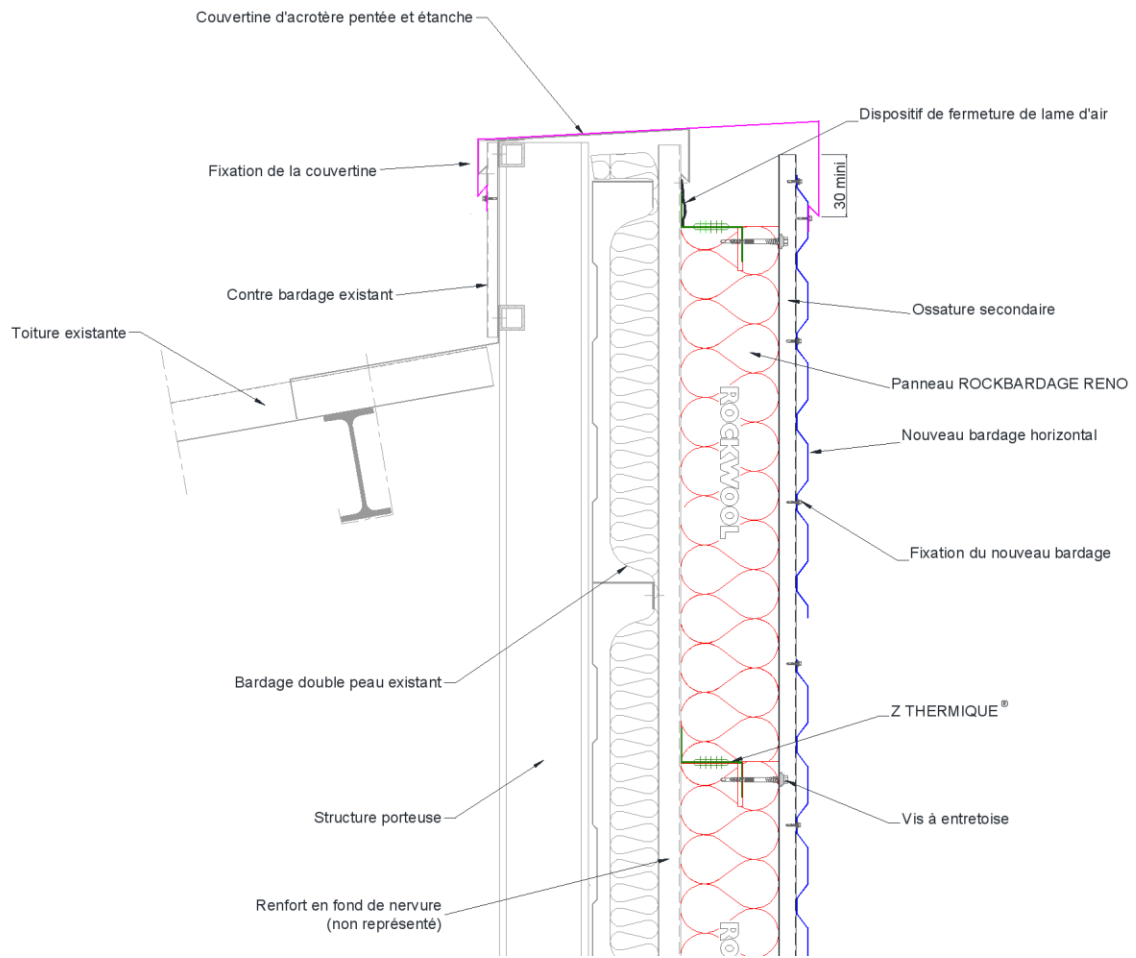 Couvertine d'acrotère pentée et étanche
Dispositif de fermeture de lame d'air
Fixation de la couvertine
30 mini
Contre bardage existant
Ossature secondaire
Toiture existante
Panneau ROCKBARDAGE RENO
ROCKWOOL
Nouveau bardage horizontal
Fixation du nouveau bardage
Bardage double peau existant
Z THERMIQUE®
Structure porteuse
Vis à entretoise
Renfort en fond de nervure
(non représenté)
RO